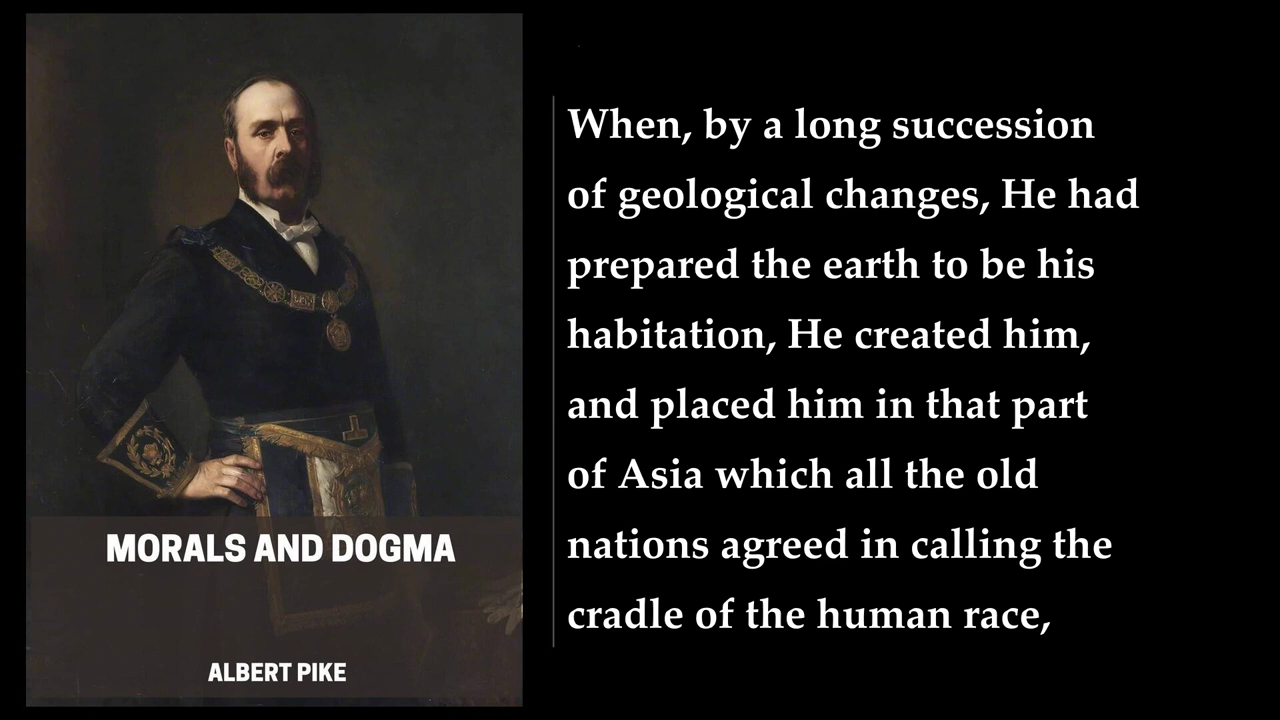 MORALS AND DOGMA
ALBERT PIKE
When, by a long succession
of geological changes, He had
prepared the earth to be his
habitation, He created him,
and placed him in that part
of Asia which all the old
nations agreed in calling the
cradle of the human race,